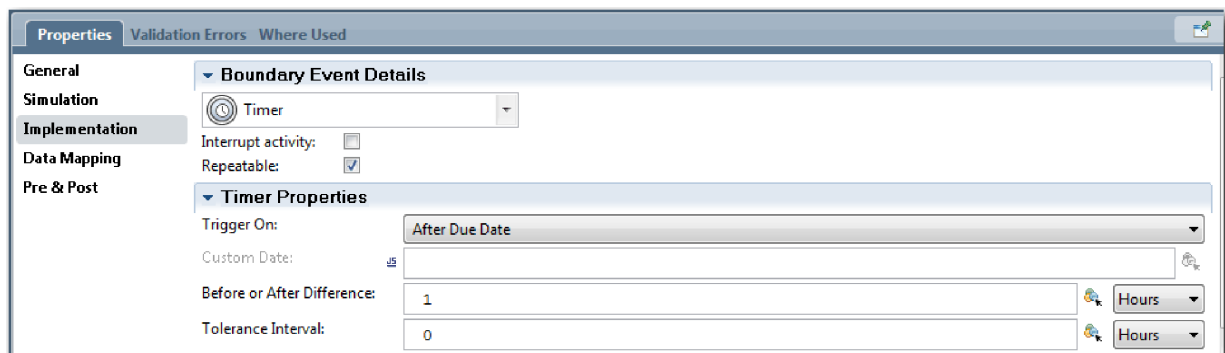 Properties Validation Errors Where Used
General
Simulation
Implementation
Data Mapping
Pre & Post
Boundary Event Details
Timer
Interrupt activity:
Repeatable:
Timer Properties
Trigger On: After Due Date
Custom Date: JS
Before or After Difference: 1 Hours
Tolerance Interval: 0 Hours